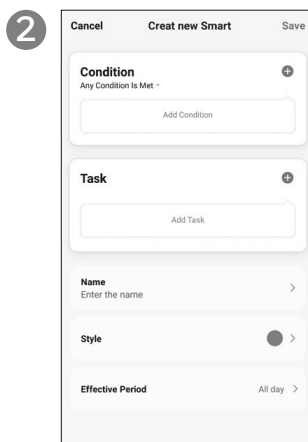 2
Cancel Creat new Smart Save
Condition
Any Condition Is Met
Add Condition
Task
Add Task
Name
Enter the name
Style
Effective Period All day